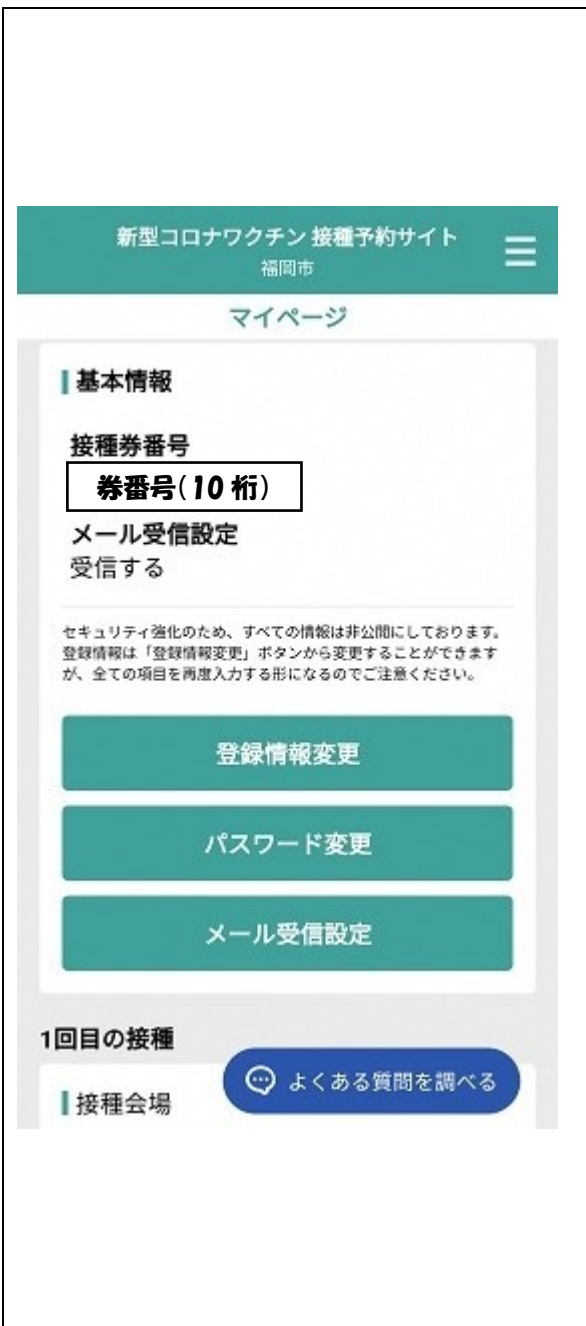 新型コロナワクチン 接種予約サイト
福岡市
マイページ
基本情報
接種券番号
券番号(10 桁)
メール受信設定
受信する
セキュリティ強化のため、すべての情報は非公開にしております。
登録情報は「登録情報変更」ボタンから変更することができます
が、全ての項目を再度入力する形になるのでご注意ください。
登録情報変更
パスワード変更
メール受信設定
1回目の接種
よくある質問を調べる
接種会場